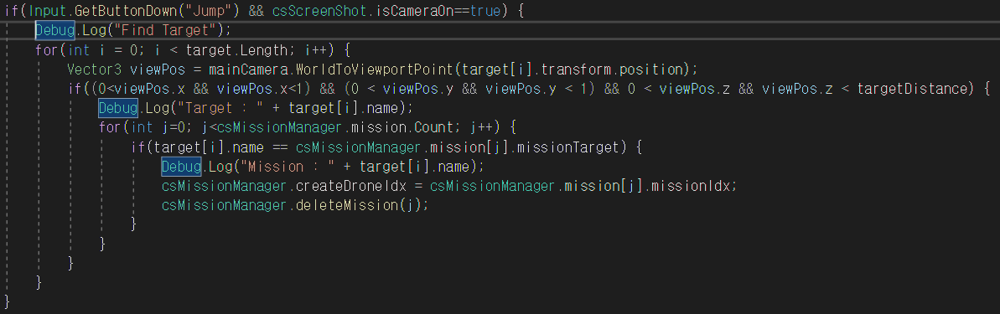 if(Input.GetButtonDown("Jump") && csScreenShot.isCameraOn==true) {
Debug.Log("Find Target");
for(int i = 0; i < target.Length; i++) {
Vector3 viewPos = mainCamera.WorldToViewportPoint(target[i].transform.position);
if((0<viewPos.x && viewPos.x<1) && (0 < viewPos.y && viewPos.y < 1) && 0 < viewPos.z && viewPos.z < targetDistance) {
Debug.Log("Target : " + target[i].name);
for(int j=0; j<csMissionManager.mission.Count; j++) {
if(target[i].name == csMissionManager.mission[j].missionTarget) {
Debug.Log("Mission : " + target[i].name);
csMissionManager.createDroneIdx = csMissionManager.mission[j].missionIdx;
csMissionManager.deleteMission(j);
}
}
}
}
}